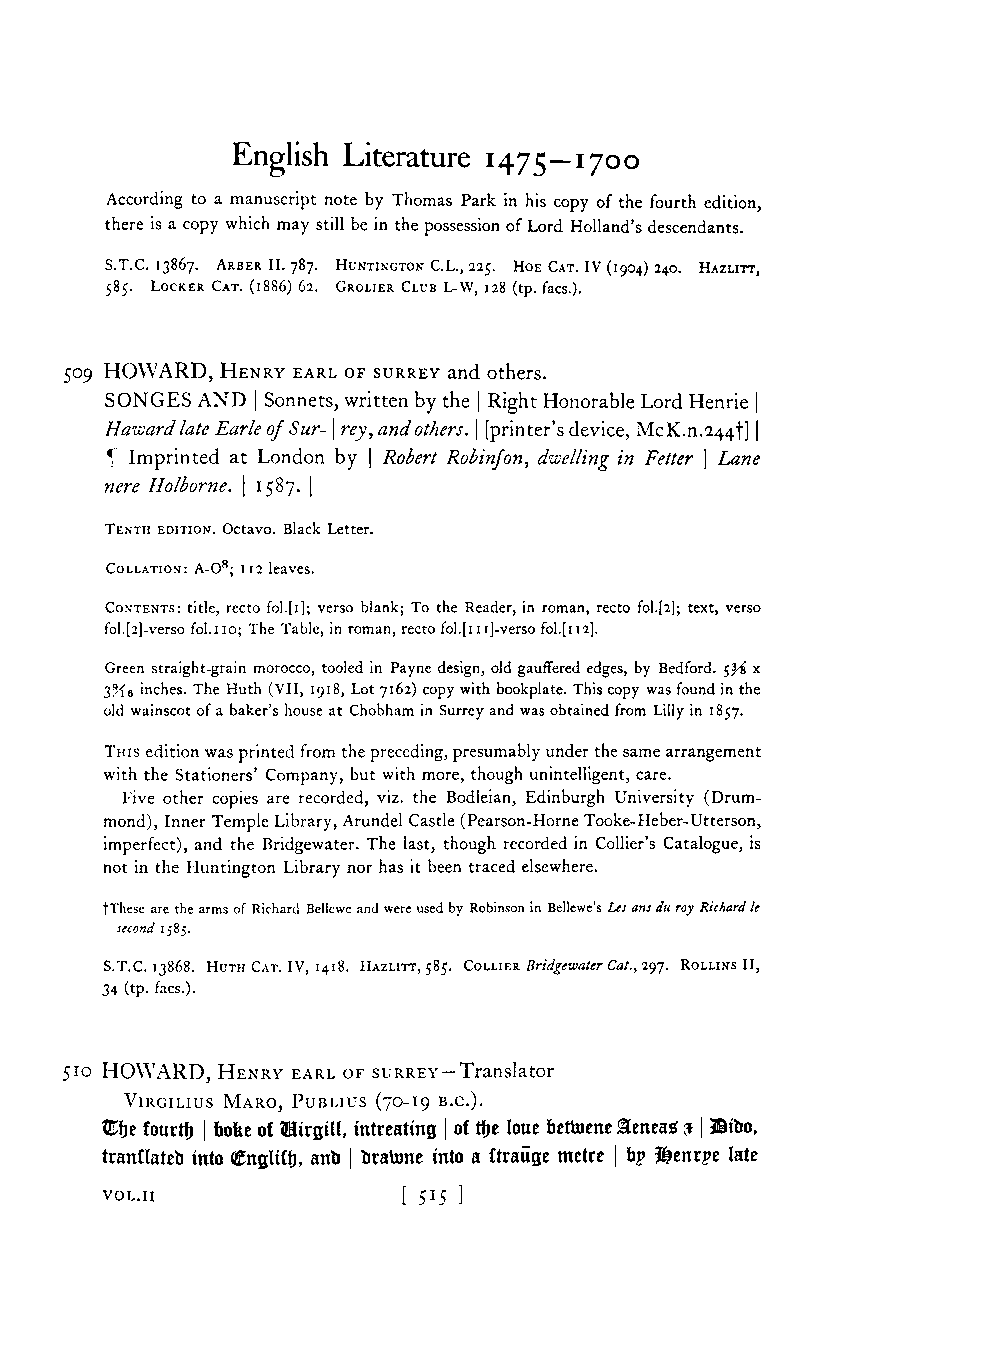 English Literature 1475–1700
According to a manuscript note by Thomas Park in his copy of the fourth edition,
there is a copy which may still be in the possession of Lord Holland's descendants.
S.T.C. 13867. ARBER II. 787. HUNTINGTON C.L., 225. HOE CAT. IV (1904) 240. HAZLITT,
585. LOCKER CAT. (1886) 62. GROLIER CLUB L-W, 128 (tp. facs.).
509 HOWARD, HENRY EARL OF SURREY and others.
SONGES AND | Sonnets, written by the | Right Honorable Lord Henrie |
Haward late Earle of Sur- | rey, and others. | [printer's device, McK.n.244†] |
¶ Imprinted at London by | Robert Robinſon, dwelling in Fetter | Lane
nere Holborne. | 1587. |
TENTH EDITION. Octavo. Black Letter.
COLLATION: A-O⁸; 112 leaves.
CONTENTS: title, recto fol.[1]; verso blank; To the Reader, in roman, recto fol.[2]; text, verso
fol.[2]-verso fol.110; The Table, in roman, recto fol.[111]-verso fol.[112].
Green straight-grain morocco, tooled in Payne design, old gauffered edges, by Bedford. x
inches. The Huth (VII, 1918, Lot 7162) copy with bookplate. This copy was found in the
old wainscot of a baker's house at Chobham in Surrey and was obtained from Lilly in 1857.
THIS edition was printed from the preceding, presumably under the same arrangement
with the Stationers' Company, but with more, though unintelligent, care.
Five other copies are recorded, viz. the Bodleian, Edinburgh University (Drum-
mond), Inner Temple Library, Arundel Castle (Pearson-Horne Tooke-Heber-Utterson,
imperfect), and the Bridgewater. The last, though recorded in Collier's Catalogue, is
not in the Huntington Library nor has it been traced elsewhere.
†These are the arms of Richard Bellewe and were used by Robinson in Bellewe's Les ans du roy Richard le
second 1585.
S.T.C. 13868. HUTH CAT. IV, 1418. HAZLITT, 585. COLLIER Bridgewater Cat., 297. ROLLINS II,
34 (tp. facs.).
510 HOWARD, HENRY EARL OF SURREY—Translator
VIRGILIUS MARO, PUBLIUS (70-19 B.C.).
The fourth | boke of Virgill, intreating | of the loue betwene Aeneas ⁊ | Dido,
tranſlated into Engliſh, and | drawne into a ſtraūge metre | by Henrye late
VOL.II [ 515 ]